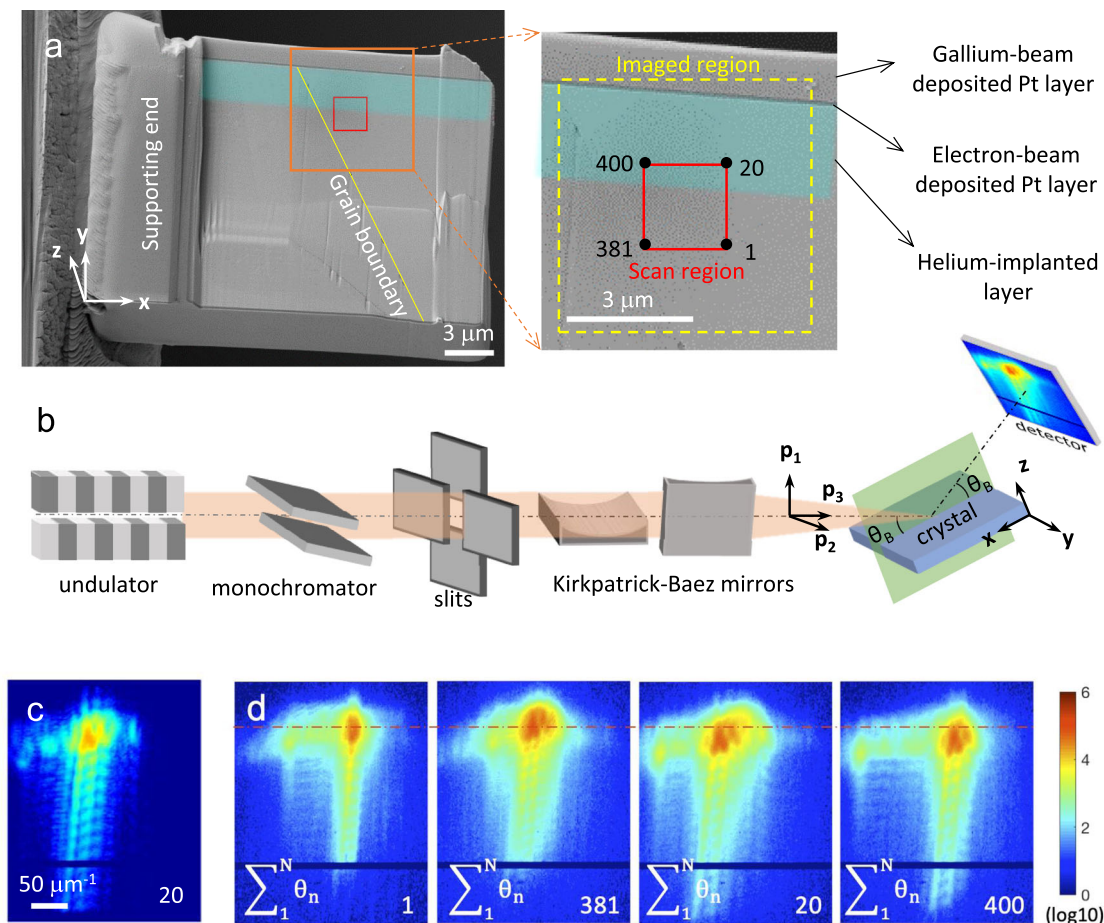 a
Supporting end
Grain boundary
y
z
x
3 μm
Imaged region
400
20
381
1
Scan region
3 μm
Gallium-beam
deposited Pt layer
Electron-beam
deposited Pt layer
Helium-implanted
layer
b
undulator
monochromator
slits
Kirkpatrick-Baez mirrors
p₁
p₃
p₂
θ_B
θ_B
crystal
detector
z
x
y
c
50 μm⁻¹
20
d
∑₁ᴺ θₙ
1
∑₁ᴺ θₙ
381
∑₁ᴺ θₙ
20
∑₁ᴺ θₙ
400
6
4
2
0
(log10)